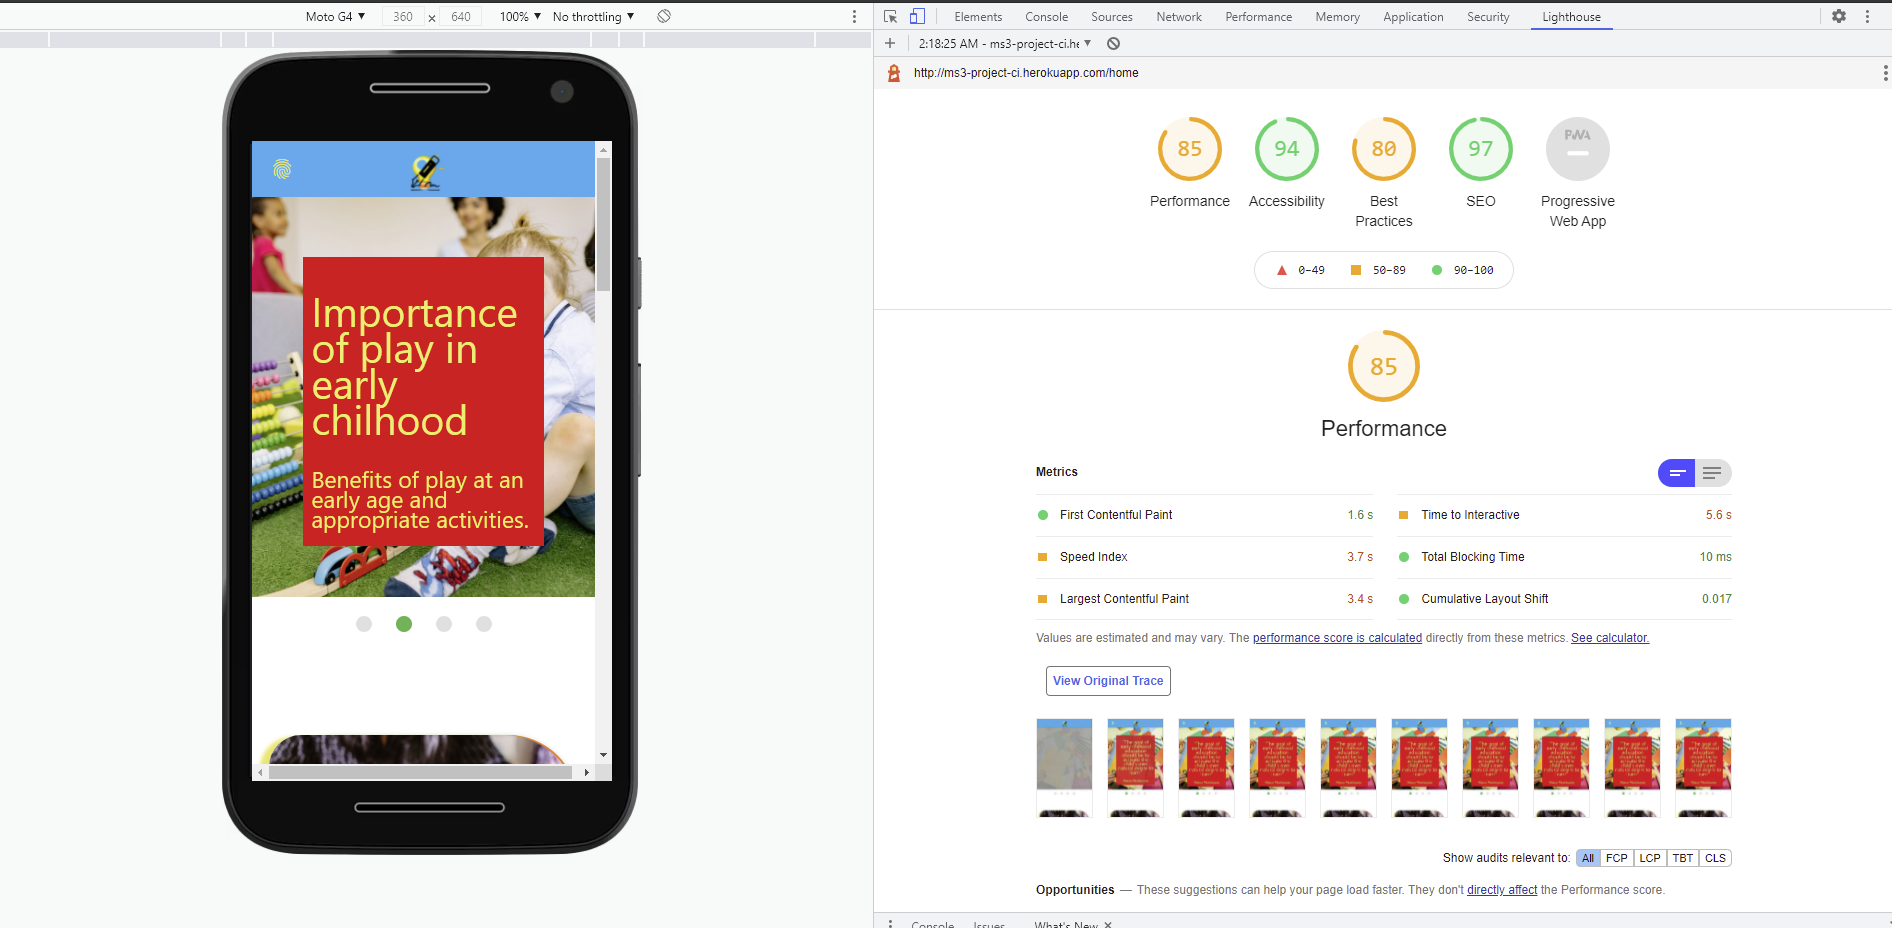 Moto G4 ▼ 360 × 640 100% ▼ No throttling ▼
Elements Console Sources Network Performance Memory Application Security Lighthouse
2:18:25 AM - ms3-project-ci.he ▼
http://ms3-project-ci.herokuapp.com/home
85 94 80 97 PWA
Performance Accessibility Best Practices SEO Progressive Web App
0–49 50–89 90–100
Importance
of play in
early
chilhood
Benefits of play at an
early age and
appropriate activities.
85
Performance
Metrics
First Contentful Paint 1.6 s
Time to Interactive 5.6 s
Speed Index 3.7 s
Total Blocking Time 10 ms
Largest Contentful Paint 3.4 s
Cumulative Layout Shift 0.017
Values are estimated and may vary. The performance score is calculated directly from these metrics. See calculator.
View Original Trace
Show audits relevant to: All FCP LCP TBT CLS
Opportunities — These suggestions can help your page load faster. They don't directly affect the Performance score.
Console Issues What's New ×